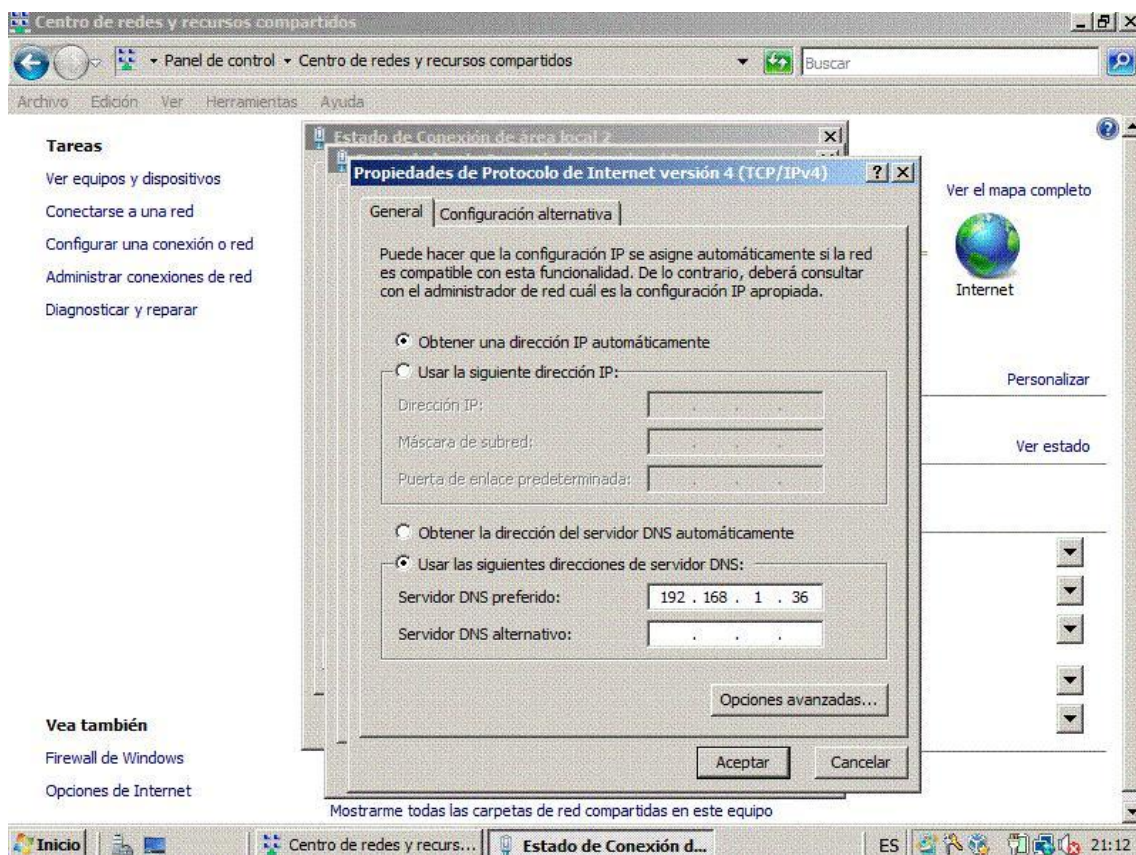 Centro de redes y recursos compartidos
Panel de control Centro de redes y recursos compartidos
Buscar
Archivo Edición Ver Herramientas Ayuda
Tareas
Ver equipos y dispositivos
Conectarse a una red
Configurar una conexión o red
Administrar conexiones de red
Diagnosticar y reparar
Vea también
Firewall de Windows
Opciones de Internet
Estado de Conexión de área local 2
Propiedades de Protocolo de Internet versión 4 (TCP/IPv4)
General
Configuración alternativa
Puede hacer que la configuración IP se asigne automáticamente si la red
es compatible con esta funcionalidad. De lo contrario, deberá consultar
con el administrador de red cuál es la configuración IP apropiada.
Obtener una dirección IP automáticamente
Usar la siguiente dirección IP:
Dirección IP:
Máscara de subred:
Puerta de enlace predeterminada:
Obtener la dirección del servidor DNS automáticamente
Usar las siguientes direcciones de servidor DNS:
Servidor DNS preferido: 192 . 168 . 1 . 36
Servidor DNS alternativo:
Opciones avanzadas...
Aceptar
Cancelar
Ver el mapa completo
Internet
Personalizar
Ver estado
Mostrarme todas las carpetas de red compartidas en este equipo
Inicio
Centro de redes y recurs...
Estado de Conexión d...
ES
21:12